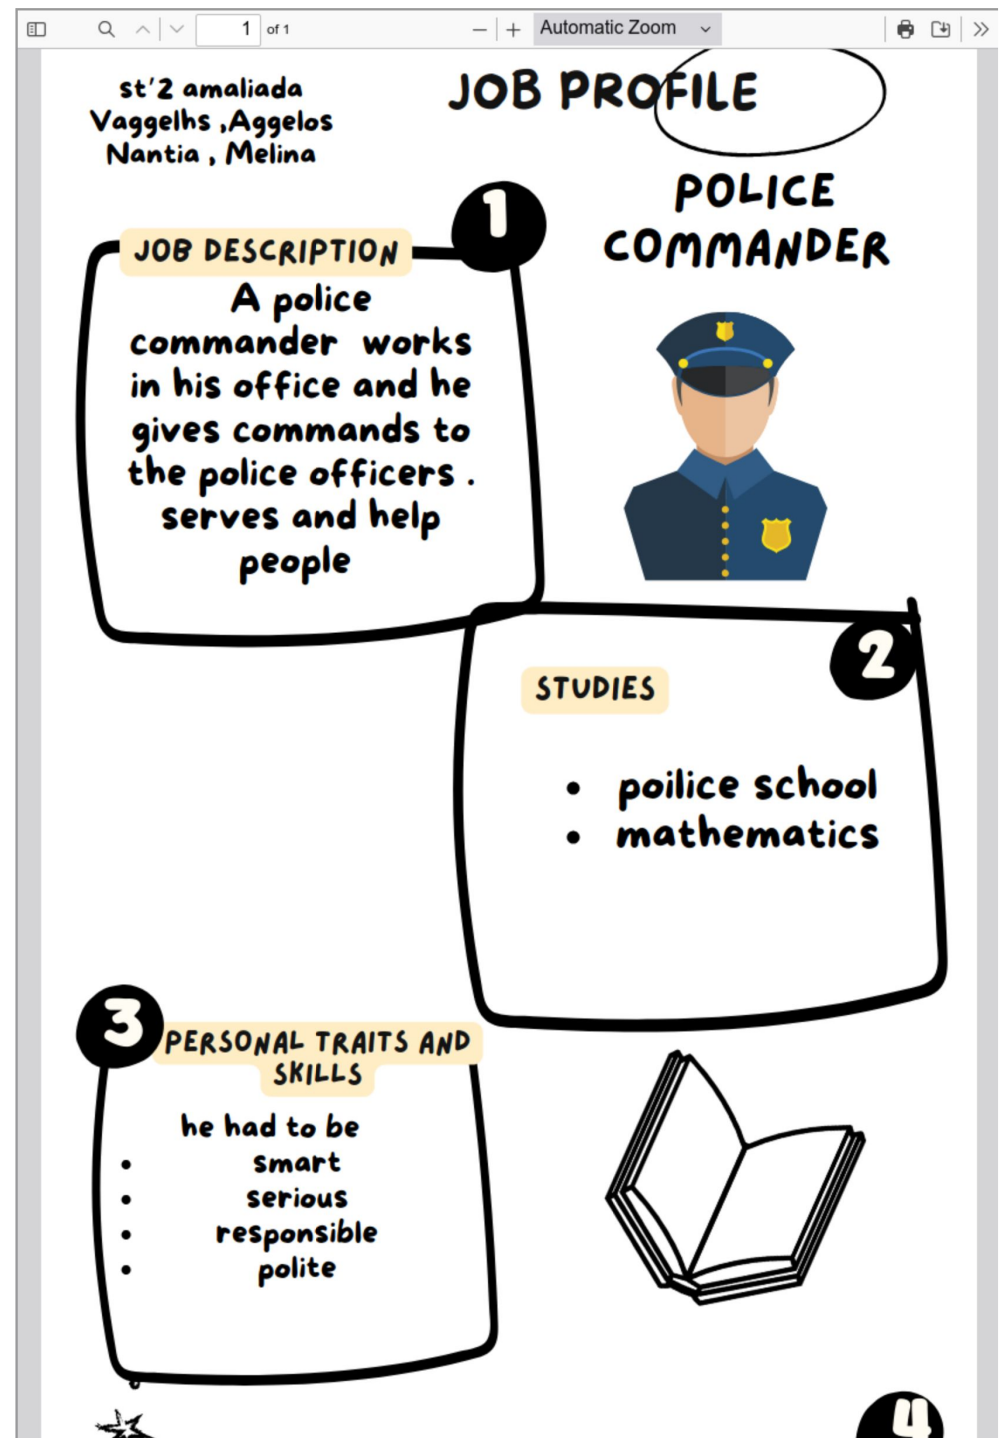 1 of 1
Automatic Zoom
st'2 amaliada
Vaggelhs ,Aggelos
Nantia , Melina
JOB PROFILE
POLICE
COMMANDER
1
JOB DESCRIPTION
A police
commander works
in his office and he
gives commands to
the police officers .
serves and help
people
2
STUDIES
• poilice school
• mathematics
3
PERSONAL TRAITS AND
SKILLS
he had to be
• smart
• serious
• responsible
• polite
4